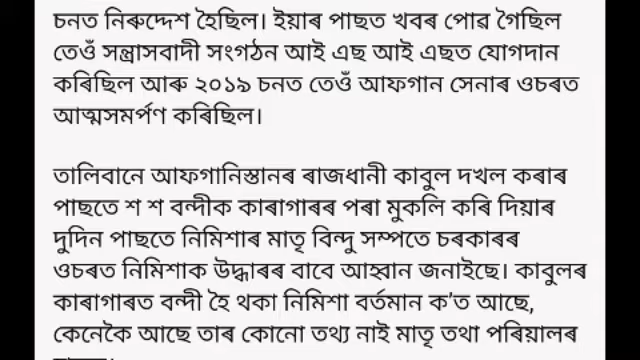 চনত নিৰুদ্দেশ হৈছিল। ইয়াৰ পাছত খবৰ পোৱা গৈছিল
তেওঁ সন্ত্ৰাসবাদী সংগঠন আই এছ আই এছত যোগদান
কৰিছিল আৰু ২০১৯ চনত তেওঁ আফগান সেনাৰ ওচৰত
আত্মসমৰ্পণ কৰিছিল।
তালিবানে আফগানিস্তানৰ ৰাজধানী কাবুল দখল কৰাৰ
পাছতে শ শ বন্দীক কাৰাগাৰৰ পৰা মুকলি কৰি দিয়াৰ
দুদিন পাছতে নিমিশাৰ মাতৃ বিন্দু সম্পতে চৰকাৰৰ
ওচৰত নিমিশাক উদ্ধাৰৰ বাবে আহ্বান জনাইছে। কাবুলৰ
কাৰাগাৰত বন্দী হৈ থকা নিমিশা বৰ্তমান ক'ত আছে,
কেনেকৈ আছে তাৰ কোনো তথ্য নাই মাতৃ তথা পৰিয়ালৰ